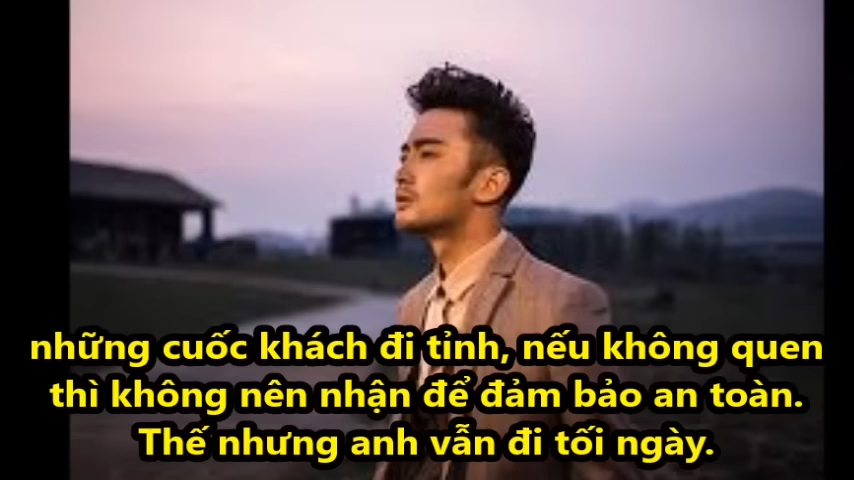 những cuốc khách đi tỉnh, nếu không quen
thì không nên nhận để đảm bảo an toàn.
Thế nhưng anh vẫn đi tối ngày.